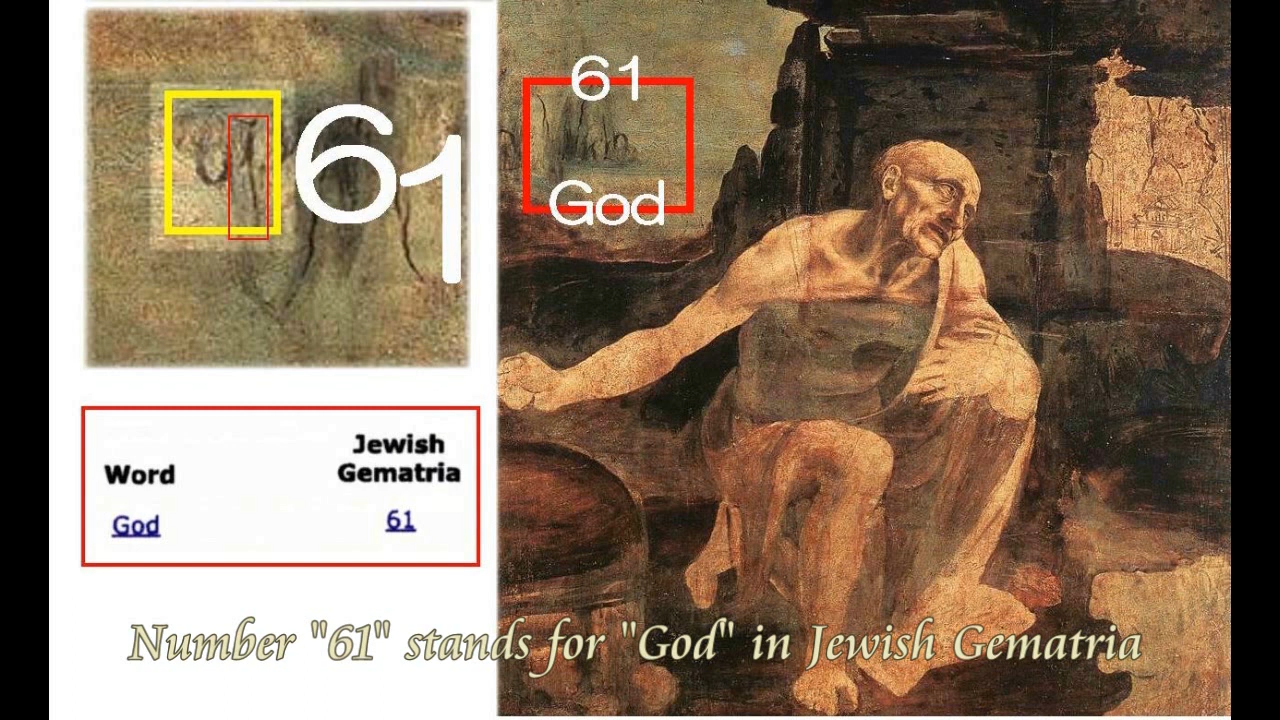 61
61
God
Word
Jewish
Gematria
God
61
Number "61" stands for "God" in Jewish Gematria